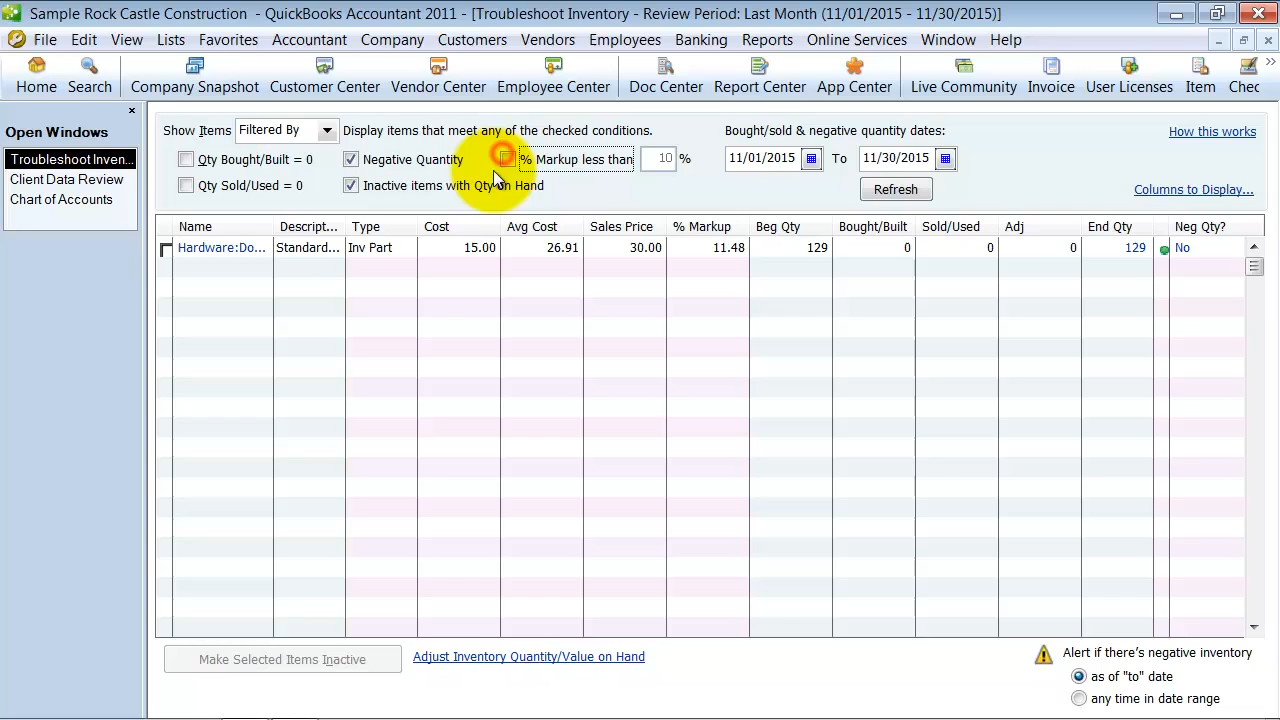 Sample Rock Castle Construction - QuickBooks Accountant 2011 - [Troubleshoot Inventory - Review Period: Last Month (11/01/2015 - 11/30/2015)]
File Edit View Lists Favorites Accountant Company Customers Vendors Employees Banking Reports Online Services Window Help
Home Search Company Snapshot Customer Center Vendor Center Employee Center Doc Center Report Center App Center Live Community Invoice User Licenses Item Chec
Open Windows
Troubleshoot Inven...
Client Data Review
Chart of Accounts
Show Items Filtered By Display items that meet any of the checked conditions. Bought/sold & negative quantity dates: How this works
Qty Bought/Built = 0 Negative Quantity % Markup less than 10 % 11/01/2015 To 11/30/2015
Qty Sold/Used = 0 Inactive items with Qty on Hand Refresh Columns to Display...
Name Descript... Type Cost Avg Cost Sales Price % Markup Beg Qty Bought/Built Sold/Used Adj End Qty Neg Qty?
Hardware:Do... Standard... Inv Part 15.00 26.91 30.00 11.48 129 0 0 0 129 No
Make Selected Items Inactive Adjust Inventory Quantity/Value on Hand Alert if there's negative inventory
as of "to" date
any time in date range